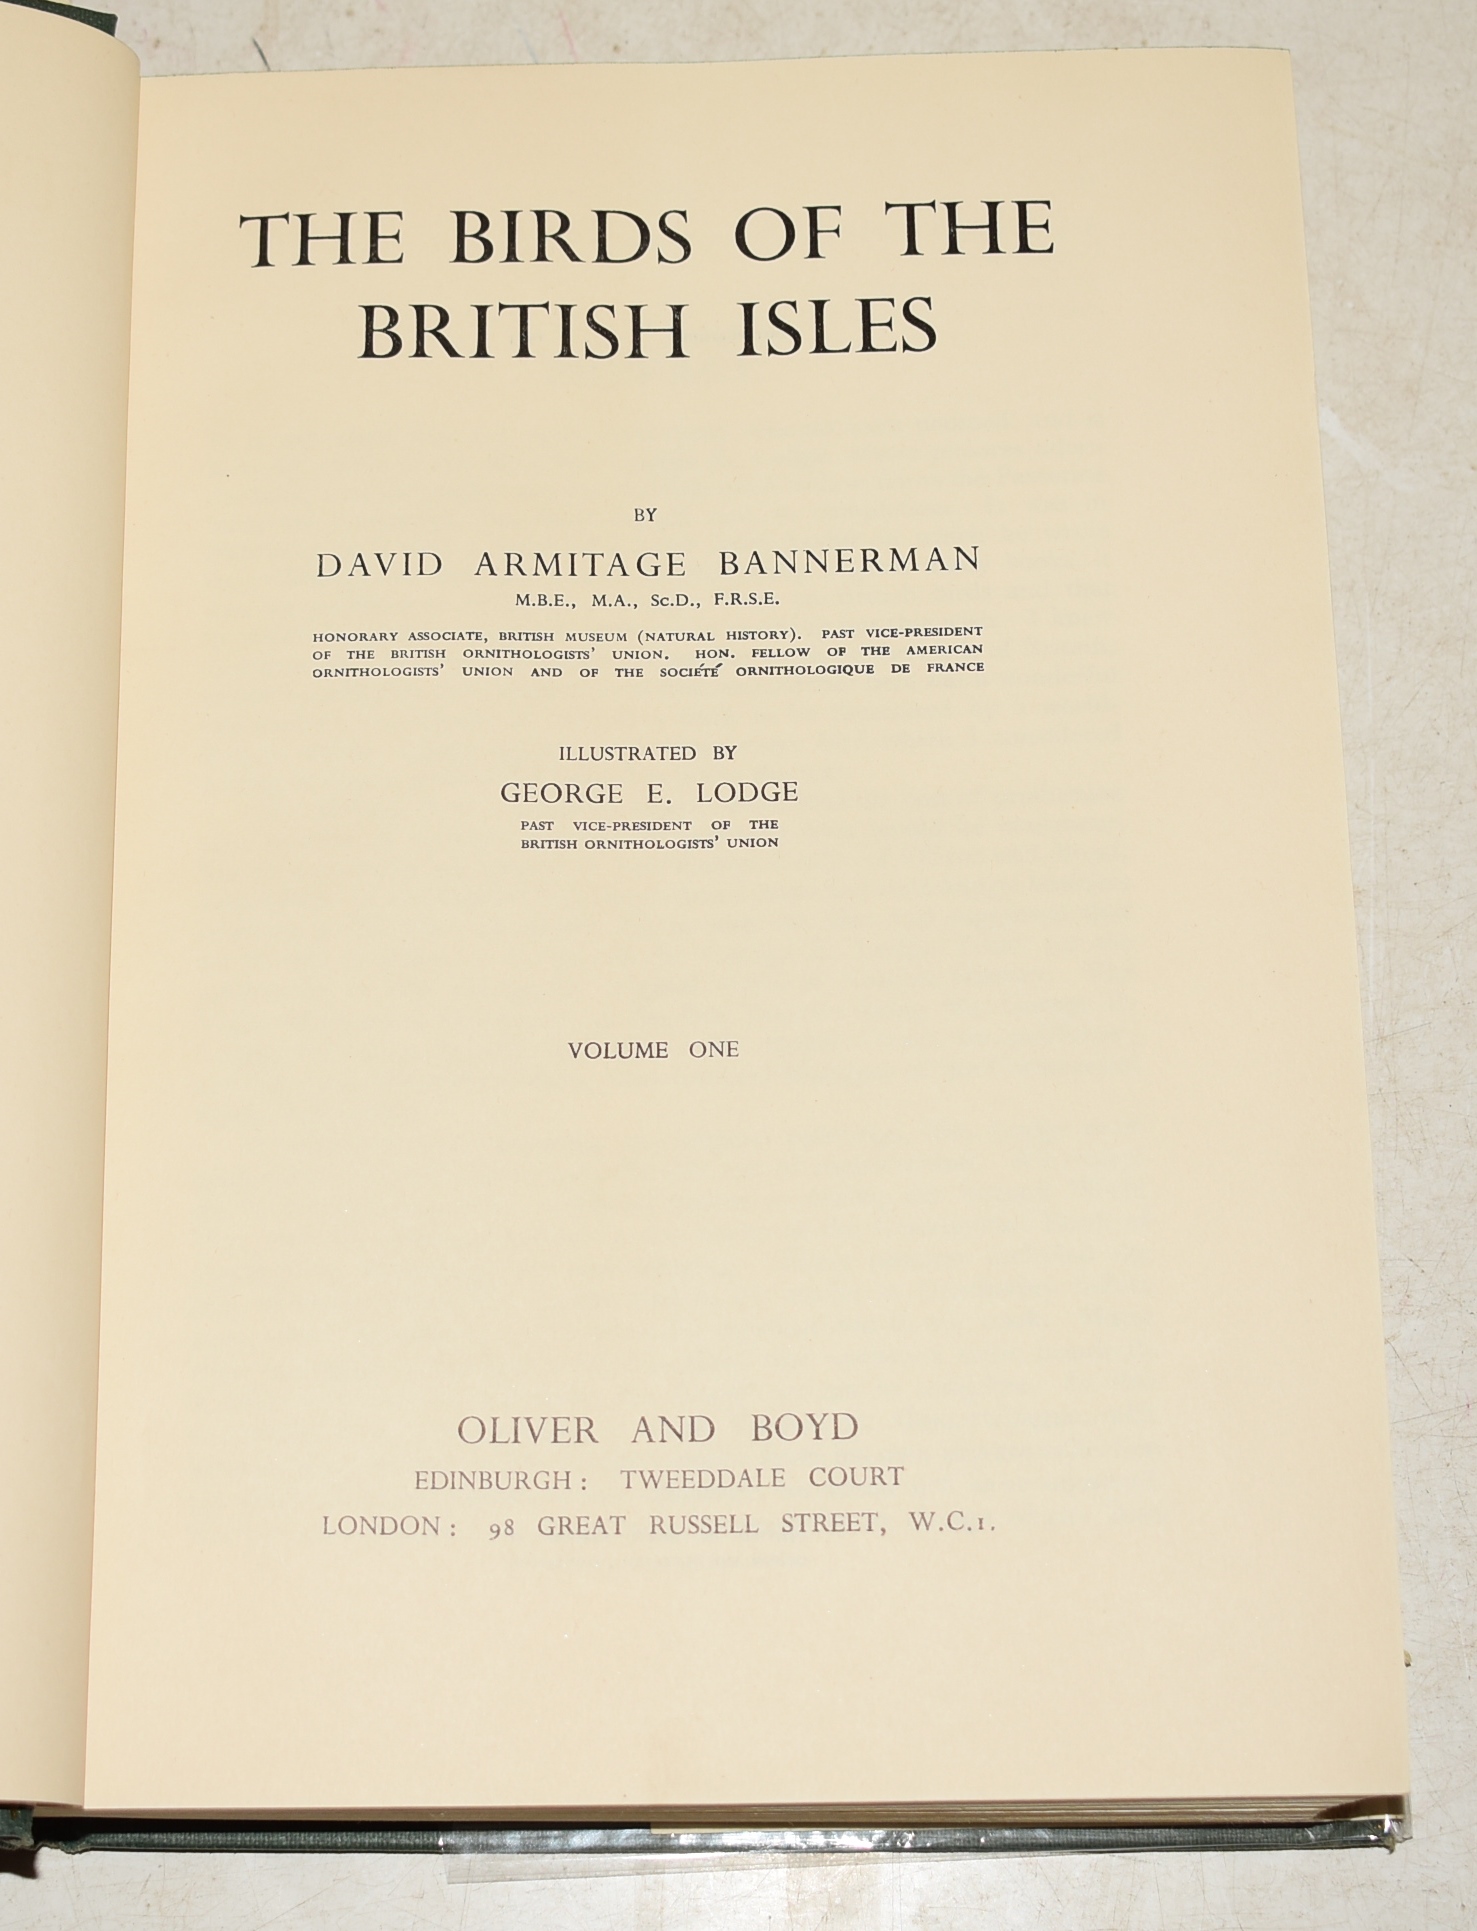 THE BIRDS OF THE
BRITISH ISLES
BY
DAVID ARMITAGE BANNERMAN
M.B.E., M.A., Sc.D., F.R.S.E.
HONORARY ASSOCIATE, BRITISH MUSEUM (NATURAL HISTORY). PAST VICE-PRESIDENT
OF THE BRITISH ORNITHOLOGISTS' UNION. HON. FELLOW OF THE AMERICAN
ORNITHOLOGISTS' UNION AND OF THE SOCIÉTÉ ORNITHOLOGIQUE DE FRANCE
ILLUSTRATED BY
GEORGE E. LODGE
PAST VICE-PRESIDENT OF THE
BRITISH ORNITHOLOGISTS' UNION
VOLUME ONE
OLIVER AND BOYD
EDINBURGH: TWEEDDALE COURT
LONDON: 98 GREAT RUSSELL STREET, W.C.1.